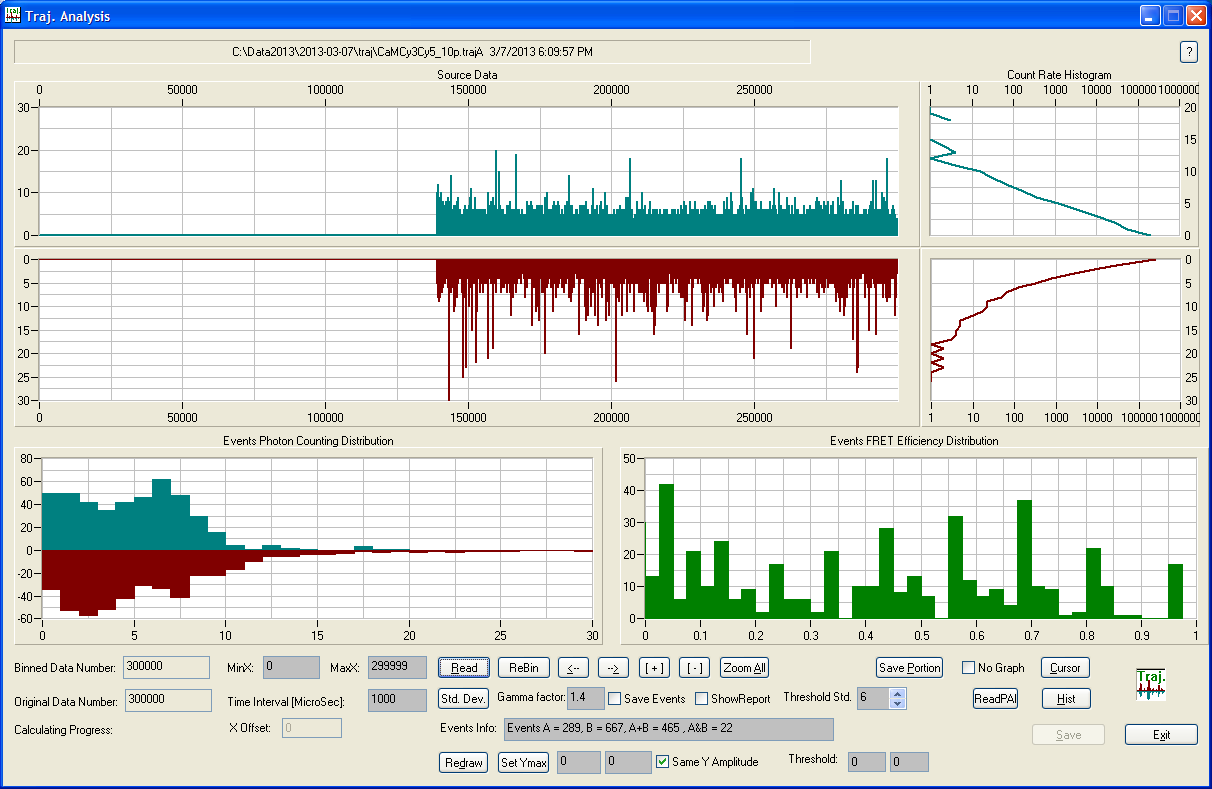 Traj. Analysis
C:\Data2013\2013-03-07\traj\CaMCy3Cy5_10p.trajA 3/7/2013 6:09:57 PM
?
Source Data
Count Rate Histogram
0 50000 100000 150000 200000 250000
1 10 100 1000 10000 100000 1000000
30
20
10
0
20
15
10
5
0
0
5
10
15
20
25
30
0
5
10
15
20
25
30
0 50000 100000 150000 200000 250000
1 10 100 1000 10000 100000 1000000
Events Photon Counting Distribution
Events FRET Efficiency Distribution
80
60
40
20
0
-20
-40
-60
0 5 10 15 20 25 30
50
40
30
20
10
0
0 0.1 0.2 0.3 0.4 0.5 0.6 0.7 0.8 0.9 1
Binned Data Number: 300000 MinX: 0 MaxX: 299999 Read ReBin <-- --> [ + ] [ - ] Zoom All Save Portion No Graph Cursor
Traj.
Original Data Number: 300000 Time Interval [MicroSec]: 1000 Std. Dev. Gamma factor: 1.4 Save Events ShowReport Threshold Std. 6 ReadPAI Hist
Calculating Progress: X Offset: 0 Events Info: Events A = 289, B = 667, A+B = 465 , A&B = 22 Save Exit
Redraw Set Ymax 0 0 Same Y Amplitude Threshold: 0 0